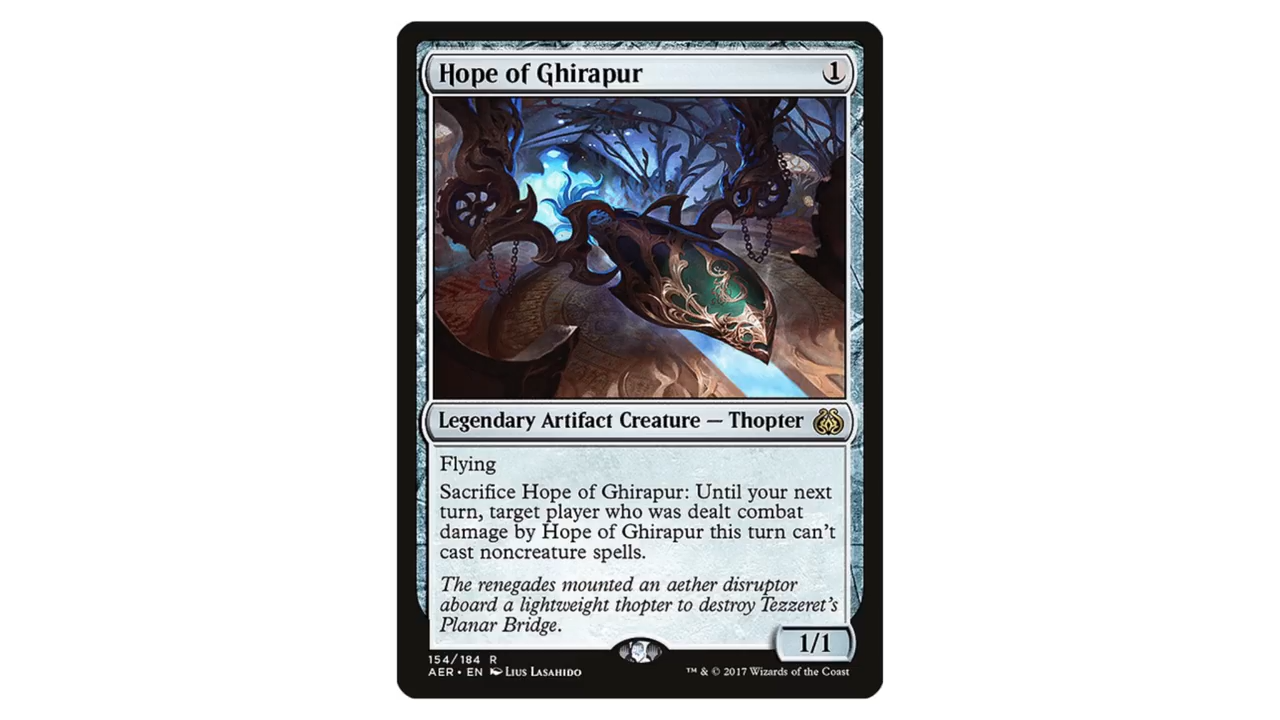 Hope of Ghirapur 1
Legendary Artifact Creature — Thopter
Flying
Sacrifice Hope of Ghirapur: Until your next
turn, target player who was dealt combat
damage by Hope of Ghirapur this turn can't
cast noncreature spells.
The renegades mounted an aether disruptor
aboard a lightweight thopter to destroy Tezzeret's
Planar Bridge.
1/1
154/184 R
AER • EN Lius Lasahido
™ & © 2017 Wizards of the Coast